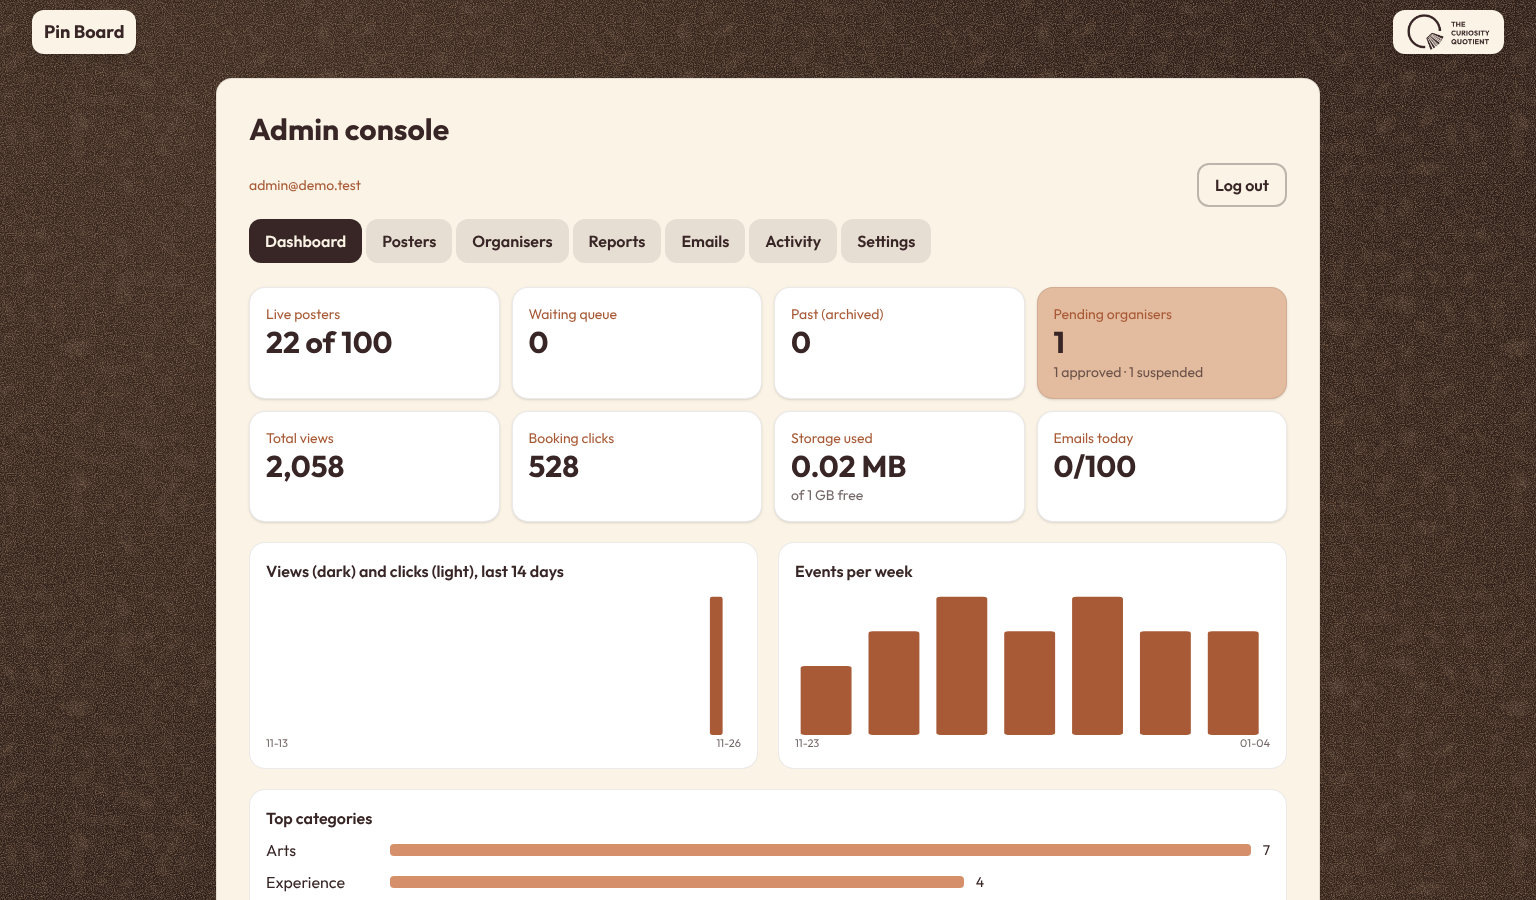 Pin Board
THE
CURIOSITY
QUOTIENT
Admin console
admin@demo.test
Log out
Dashboard
Posters
Organisers
Reports
Emails
Activity
Settings
Live posters
22 of 100
Waiting queue
0
Past (archived)
0
Pending organisers
1
1 approved · 1 suspended
Total views
2,058
Booking clicks
528
Storage used
0.02 MB
of 1 GB free
Emails today
0/100
Views (dark) and clicks (light), last 14 days
11-13
11-26
Events per week
11-23
01-04
Top categories
Arts
7
Experience
4